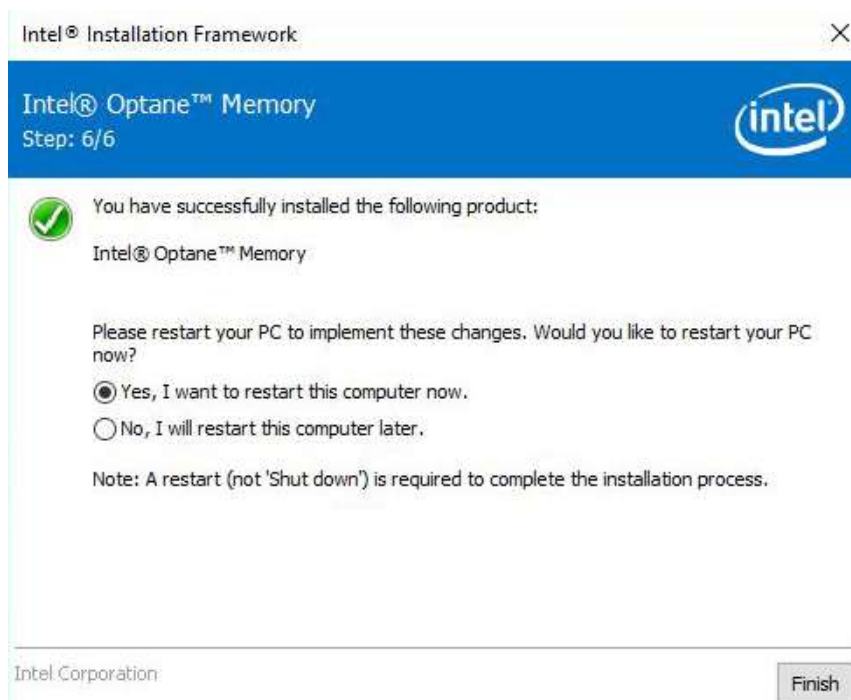 Intel® Installation Framework
Intel® Optane™ Memory
Step: 6/6
intel
You have successfully installed the following product:
Intel® Optane™ Memory
Please restart your PC to implement these changes. Would you like to restart your PC
now?
Yes, I want to restart this computer now.
No, I will restart this computer later.
Note: A restart (not 'Shut down') is required to complete the installation process.
Intel Corporation
Finish